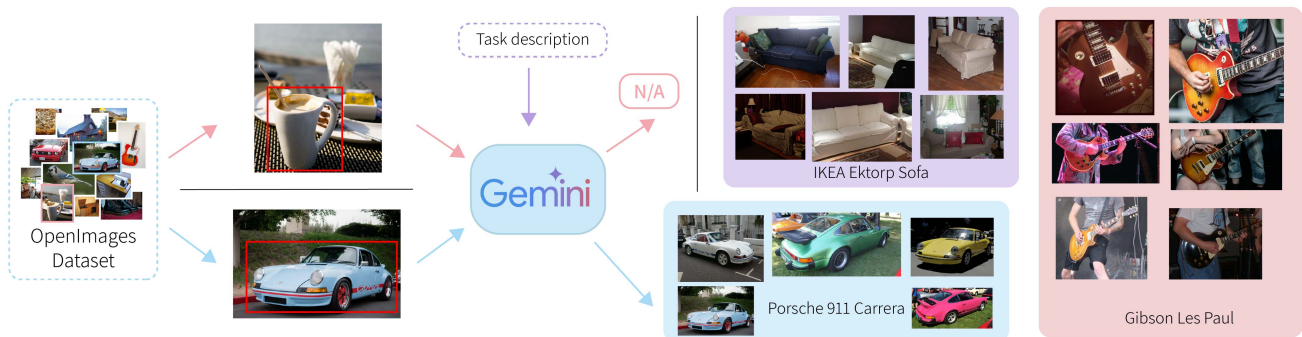 Task description
N/A
OpenImages
Dataset
Gemini
IKEA Ektorp Sofa
Porsche 911 Carrera
Gibson Les Paul